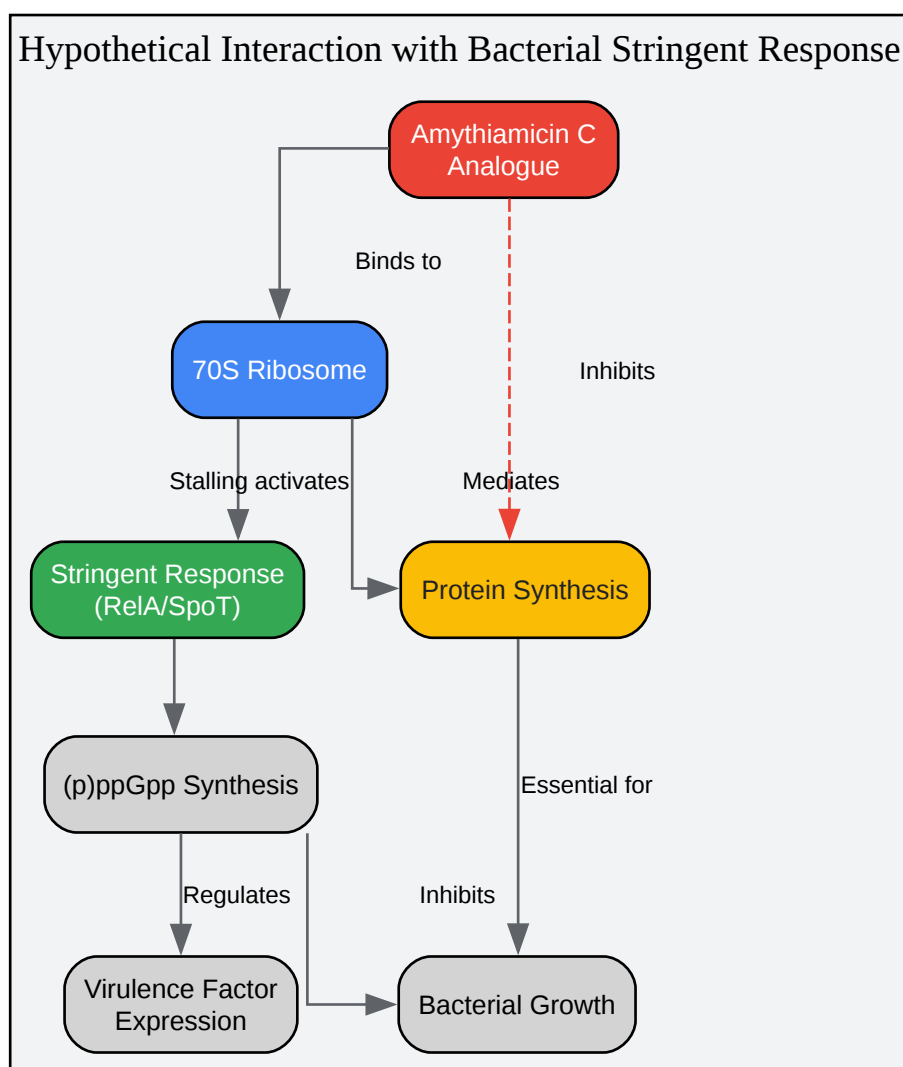 Hypothetical Interaction with Bacterial Stringent Response
Amythiamicin C
Analogue
Binds to
70S Ribosome
Inhibits
Stalling activates
Mediates
Stringent Response
(RelA/SpoT)
Protein Synthesis
(p)ppGpp Synthesis
Essential for
Regulates
Inhibits
Virulence Factor
Expression
Bacterial Growth